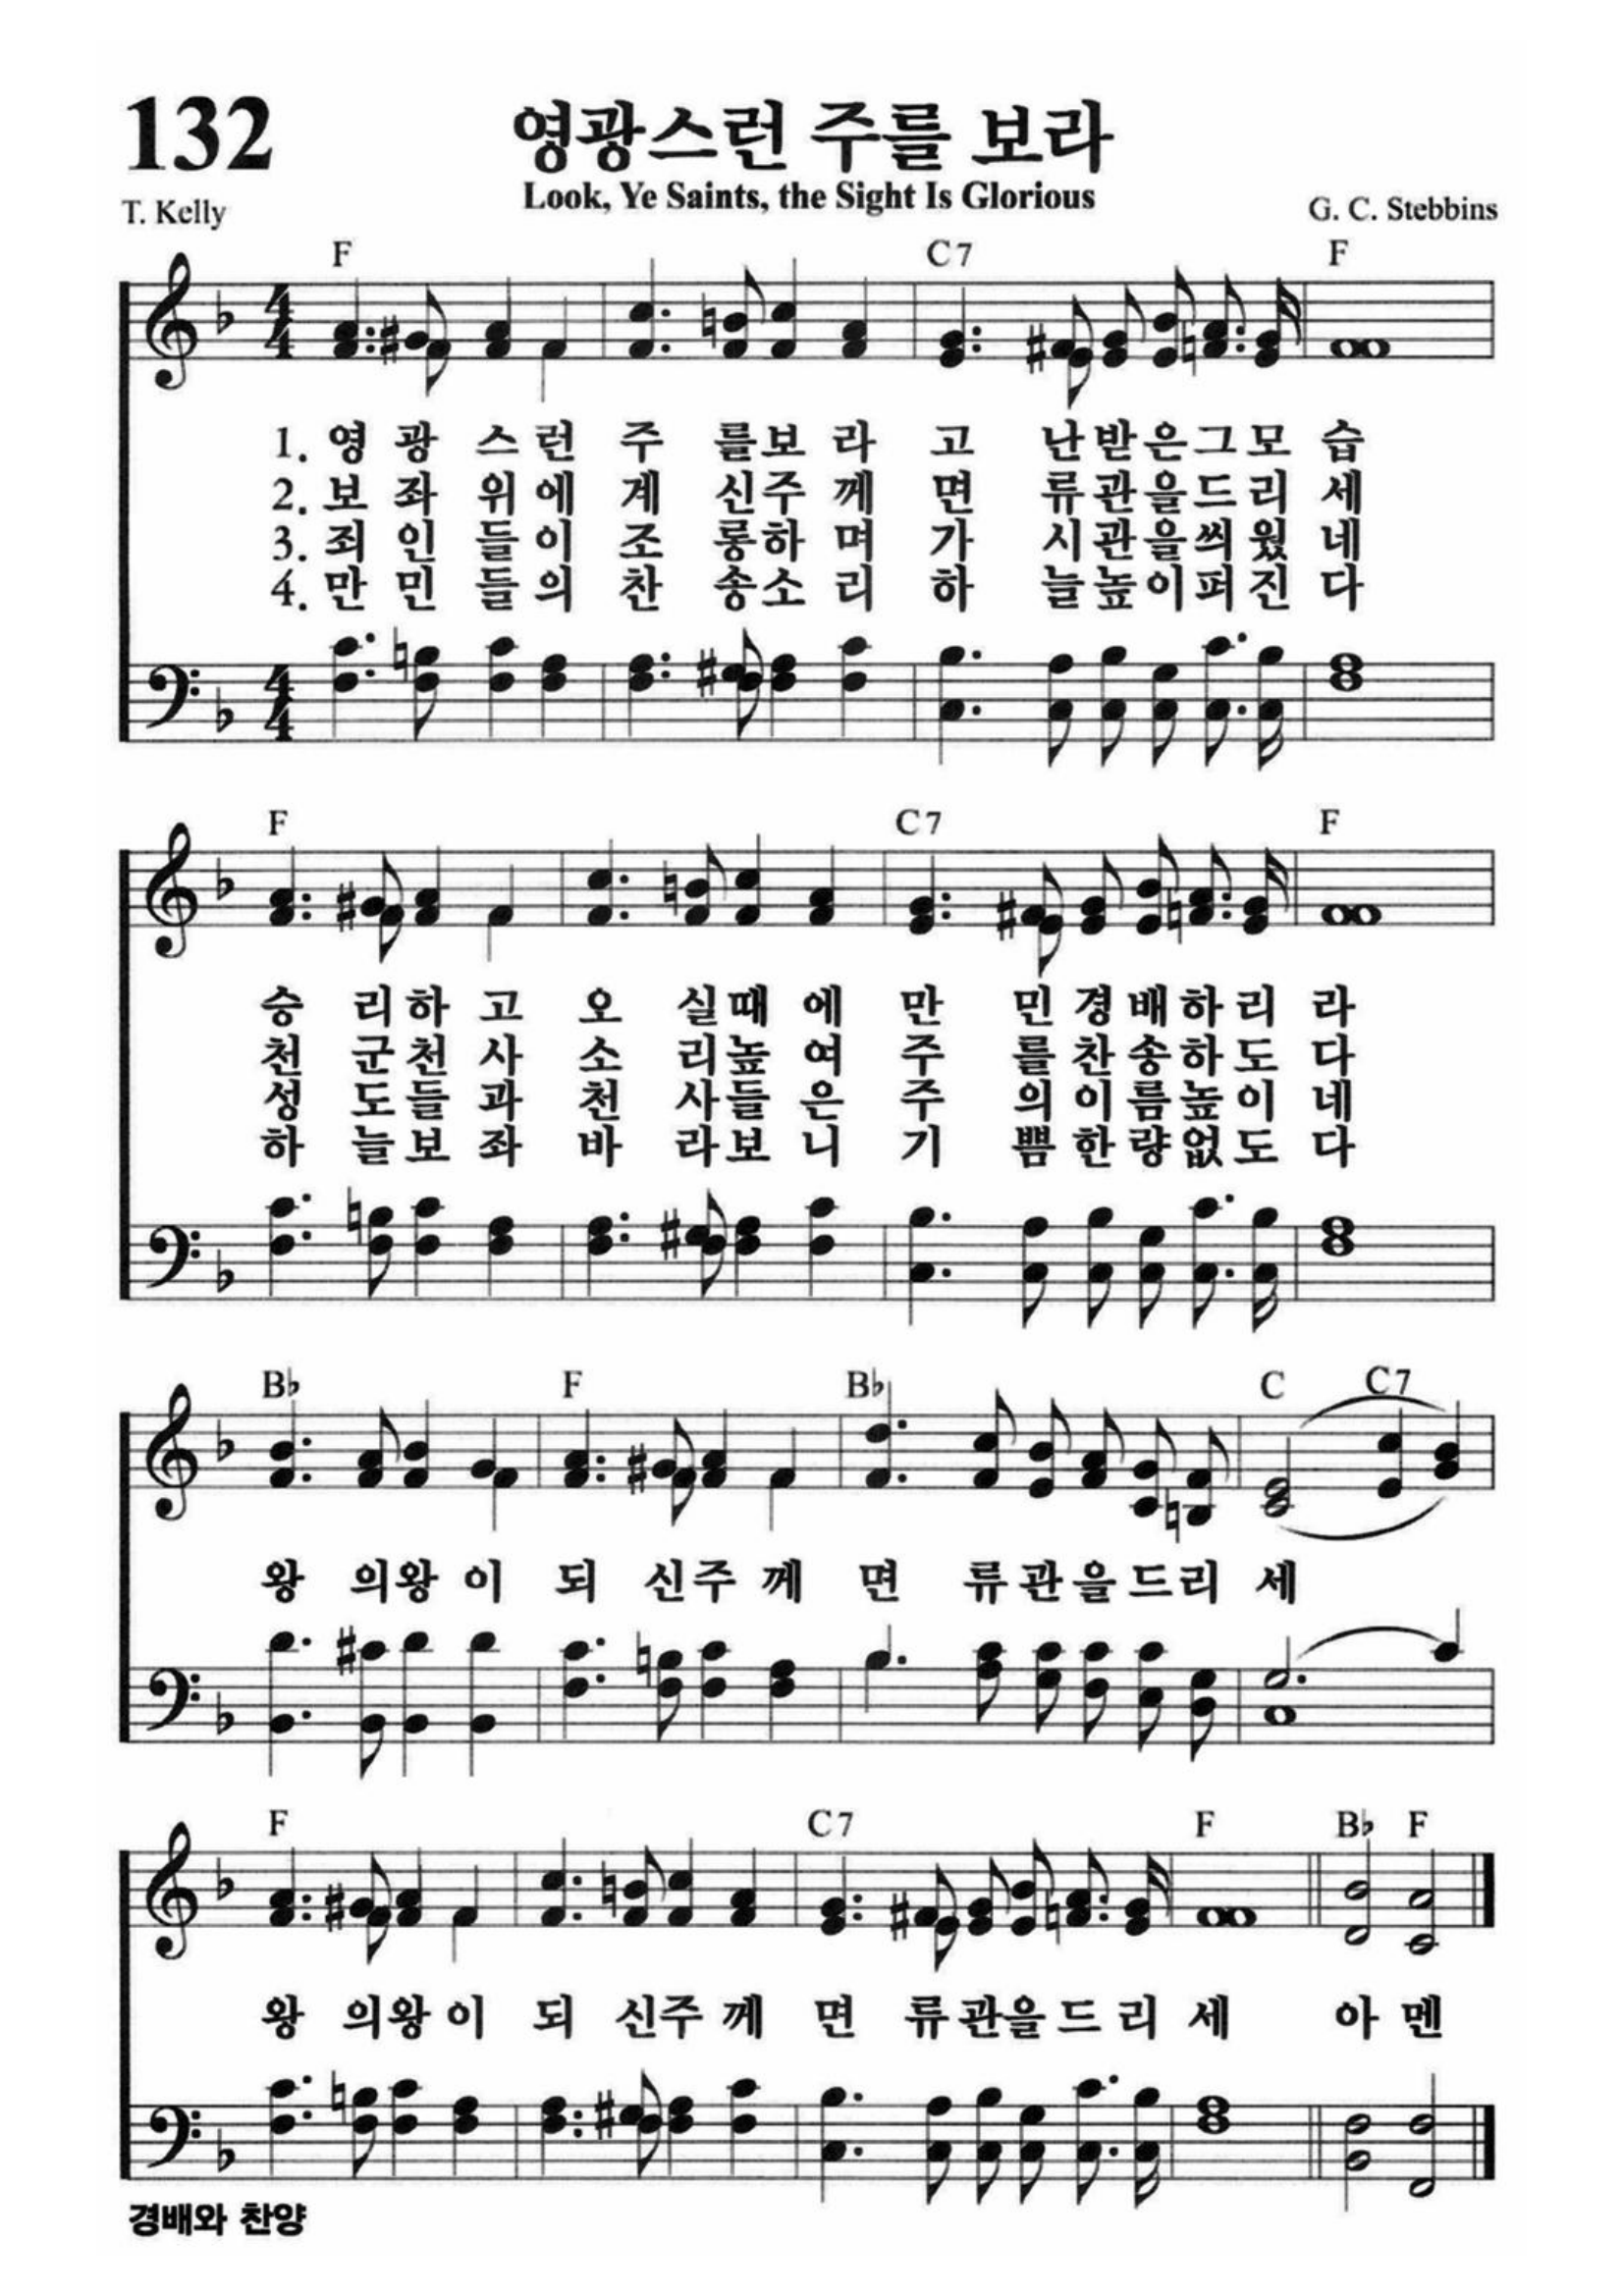 132
영광스런 주를 보라
Look, Ye Saints, the Sight Is Glorious
T. Kelly
G. C. Stebbins
F C7 F
4 4
1. 영 광 스 런 주 를 보 라 고 난 받 은 그 모 습
2. 보 좌 위 에 계 신 주 께 면 류 관 을 드 리 세
3. 죄 인 들 이 조 롱 하 며 가 시 관 을 씌 웠 네
4. 만 민 들 의 찬 송 소 리 하 늘 높 이 퍼 진 다
4 4
F C7 F
승 리 하 고 오 실 때 에 만 민 경 배 하 리 라
천 군 천 사 소 리 높 여 주 를 찬 송 하 도 다
성 도 들 과 천 사 들 은 주 의 이 름 높 이 네
하 늘 보 좌 바 라 보 니 기 쁨 한 량 없 도 다
B♭ F B♭ C C7
왕 의 왕 이 되 신 주 께 면 류 관 을 드 리 세
F C7 F B♭ F
왕 의 왕 이 되 신 주 께 면 류 관 을 드 리 세 아 멘
경배와 찬양